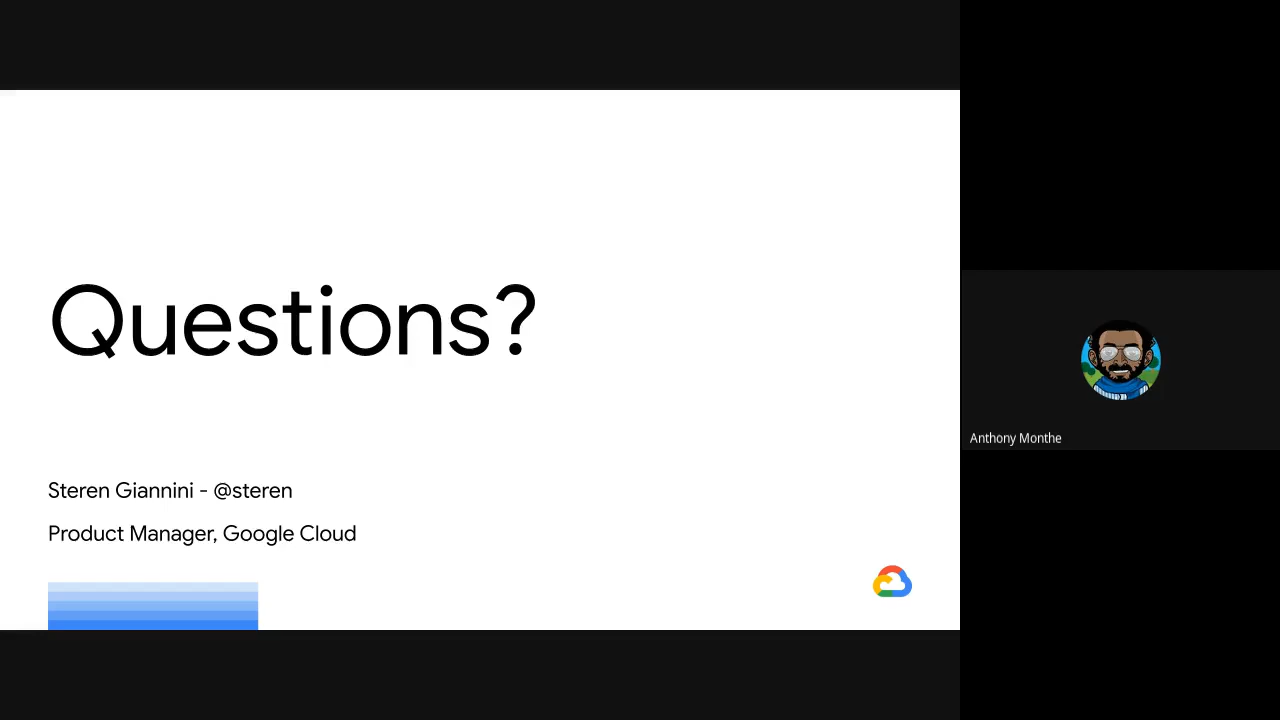 Questions?
Steren Giannini - @steren
Product Manager, Google Cloud
Anthony Monthe